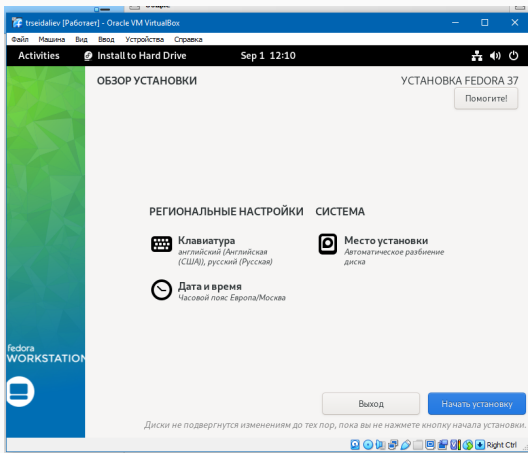 trseidaliev [Работает] - Oracle VM VirtualBox
Файл Машина Вид Ввод Устройства Справка
Activities Install to Hard Drive Sep 1 12:10
ОБЗОР УСТАНОВКИ
УСТАНОВКА FEDORA 37
Помогите!
РЕГИОНАЛЬНЫЕ НАСТРОЙКИ
СИСТЕМА
Клавиатура
английский (Английская
(США)), русский (Русская)
Место установки
Автоматическое разбиение
диска
Дата и время
Часовой пояс Европа/Москва
fedora
WORKSTATION
Выход
Начать установку
Диски не подвергнутся изменениям до тех пор, пока вы не нажмете кнопку начала установки.
Right Ctrl